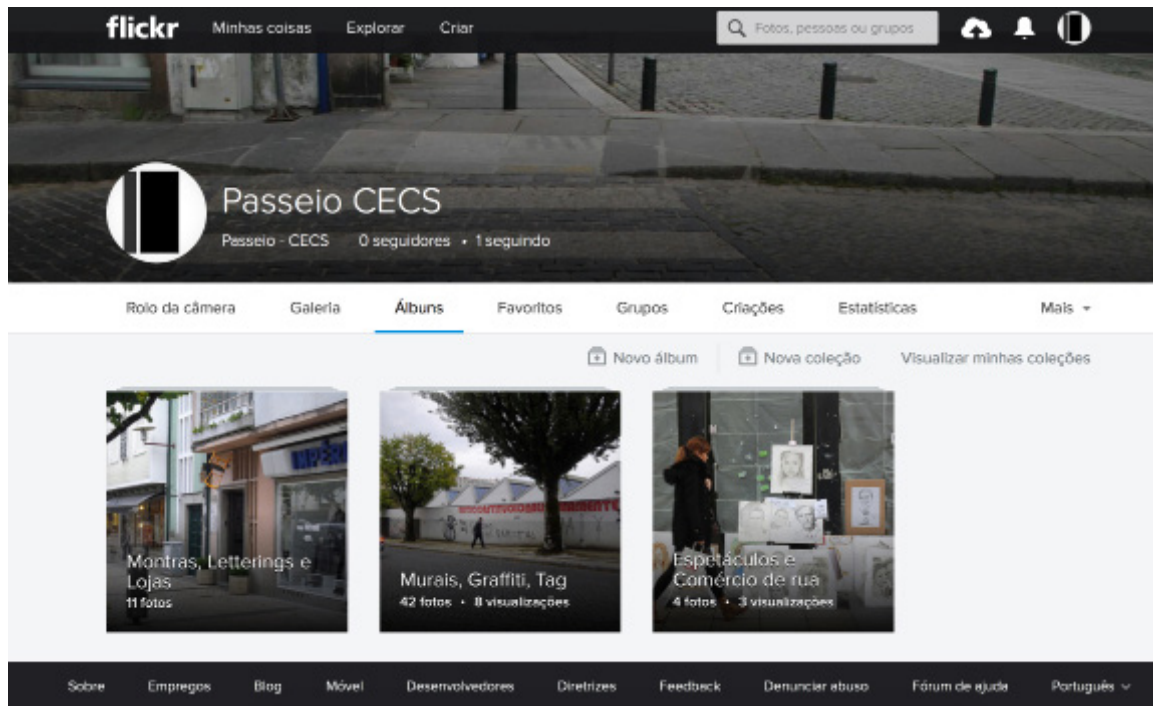 flickr Minhas coisas Explorar Criar Fotos, pessoas ou grupos
Passeio CECS
Passeio - CECS 0 seguidores • 1 seguindo
Rolo da câmera Galeria Álbuns Favoritos Grupos Criações Estatísticas Mais
Novo álbum Nova coleção Visualizar minhas coleções
IMPÉRI
Montras, Letterings e
Lojas
11 fotos
Murais, Graffiti, Tag
42 fotos • 8 visualizações
Espetáculos e
Comércio de rua
4 fotos • 3 visualizações
Sobre Empregos Blog Móvel Desenvolvedores Diretrizes Feedback Denunciar abuso Fórum de ajuda Português